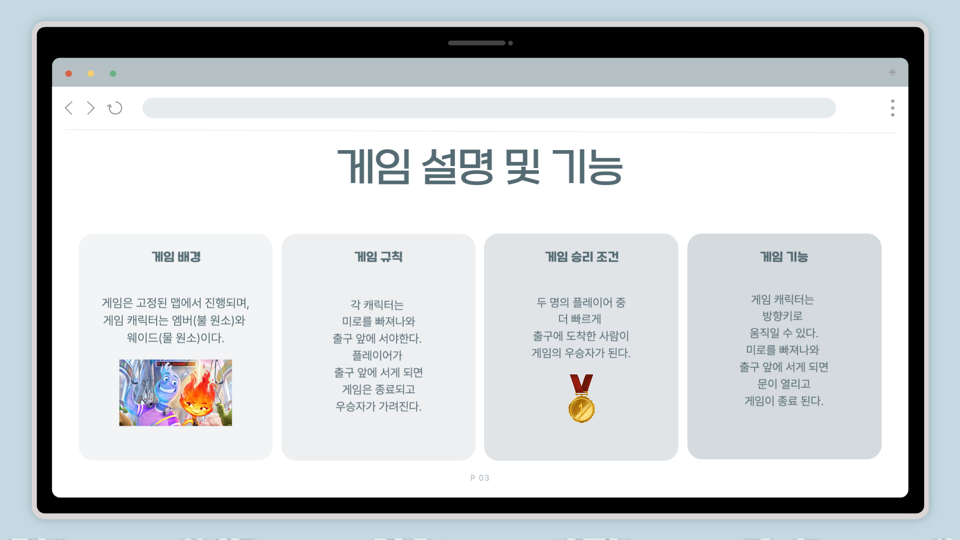 게임 설명 및 기능
게임 배경
게임은 고정된 맵에서 진행되며,
게임 캐릭터는 엠버(불 원소)와
웨이드(물 원소)이다.
게임 규칙
각 캐릭터는
미로를 빠져나와
출구 앞에 서야한다.
플레이어가
출구 앞에 서게 되면
게임은 종료되고
우승자가 가려진다.
게임 승리 조건
두 명의 플레이어 중
더 빠르게
출구에 도착한 사람이
게임의 우승자가 된다.
1
게임 기능
게임 캐릭터는
방향키로
움직일 수 있다.
미로를 빠져나와
출구 앞에 서게 되면
문이 열리고
게임이 종료 된다.
P 03